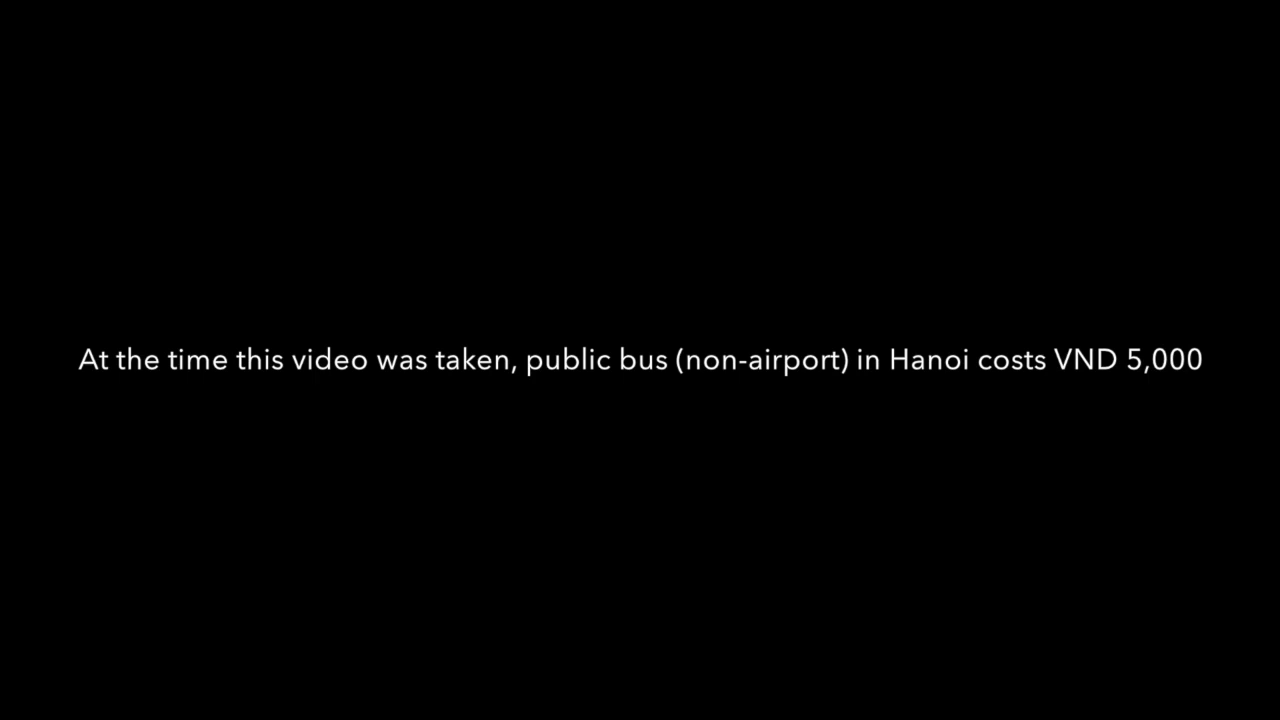 At the time this video was taken, public bus (non-airport) in Hanoi costs VND 5,000